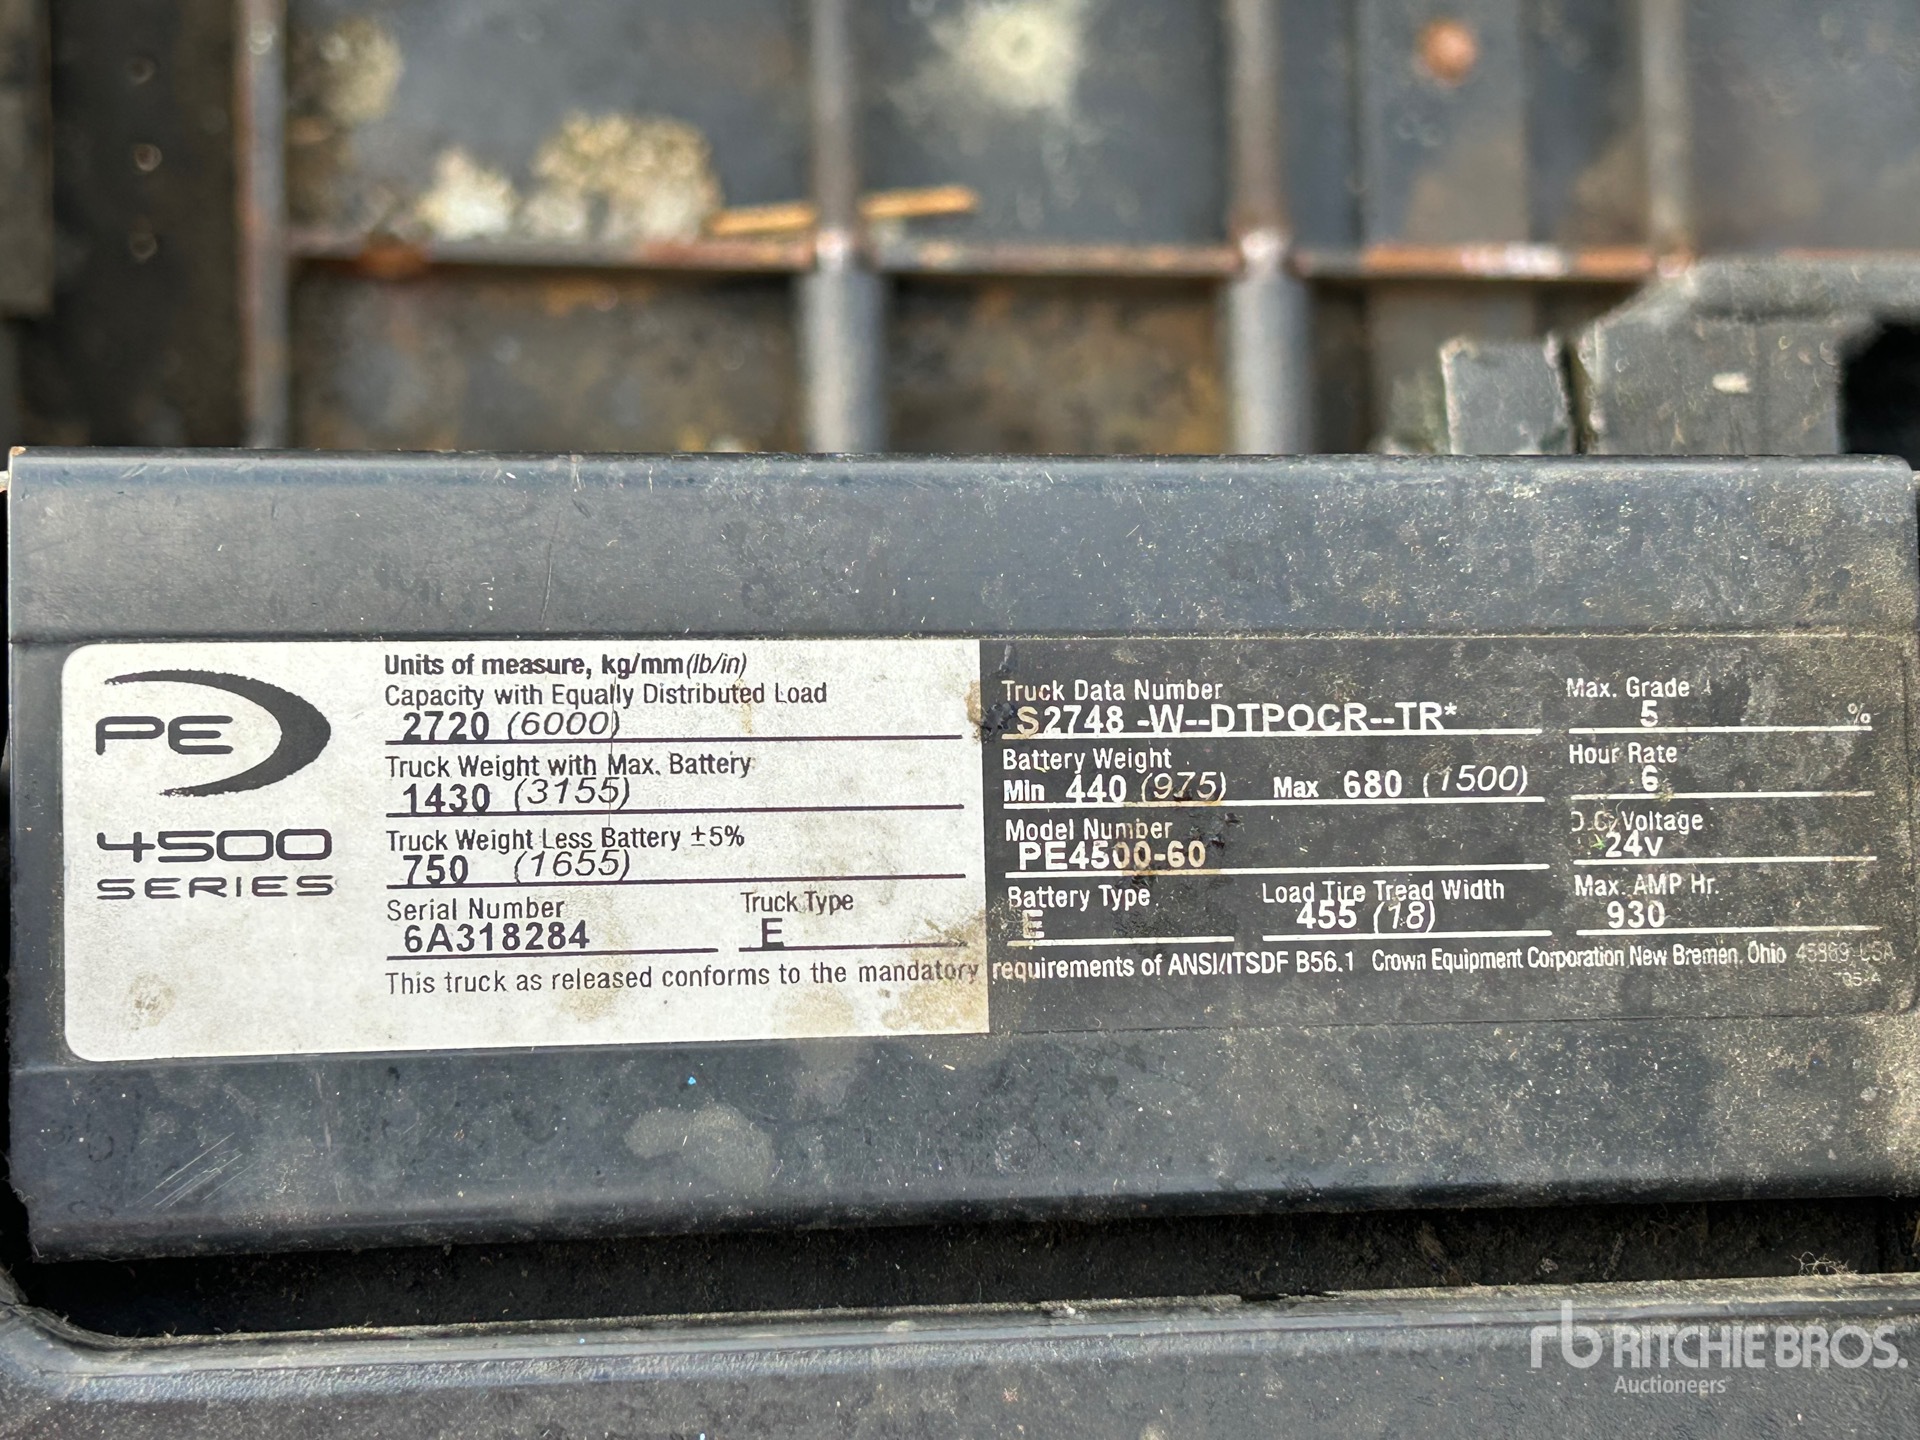 PE
4500
SERIES
Units of measure, kg/mm (lb/in)
Capacity with Equally Distributed Load
2720 (6000)
Truck Weight with Max. Battery
1430 (3155)
Truck Weight Less Battery ±5%
750 (1655)
Serial Number Truck Type
6A318284 E
Truck Data Number
S2748 -W--DTPOCR--TR*
Battery Weight
Min 440 (975) Max 680 (1500)
Model Number
PE4500-60
Battery Type Load Tire Tread Width
E 455 (18)
Max. Grade
5 %
Hour Rate
6
D.C. Voltage
24V
Max. AMP Hr.
930
This truck as released conforms to the mandatory requirements of ANSI/ITSDF B56.1 Crown Equipment Corporation New Bremen, Ohio 45869 USA
rb RITCHIE BROS.
Auctioneers